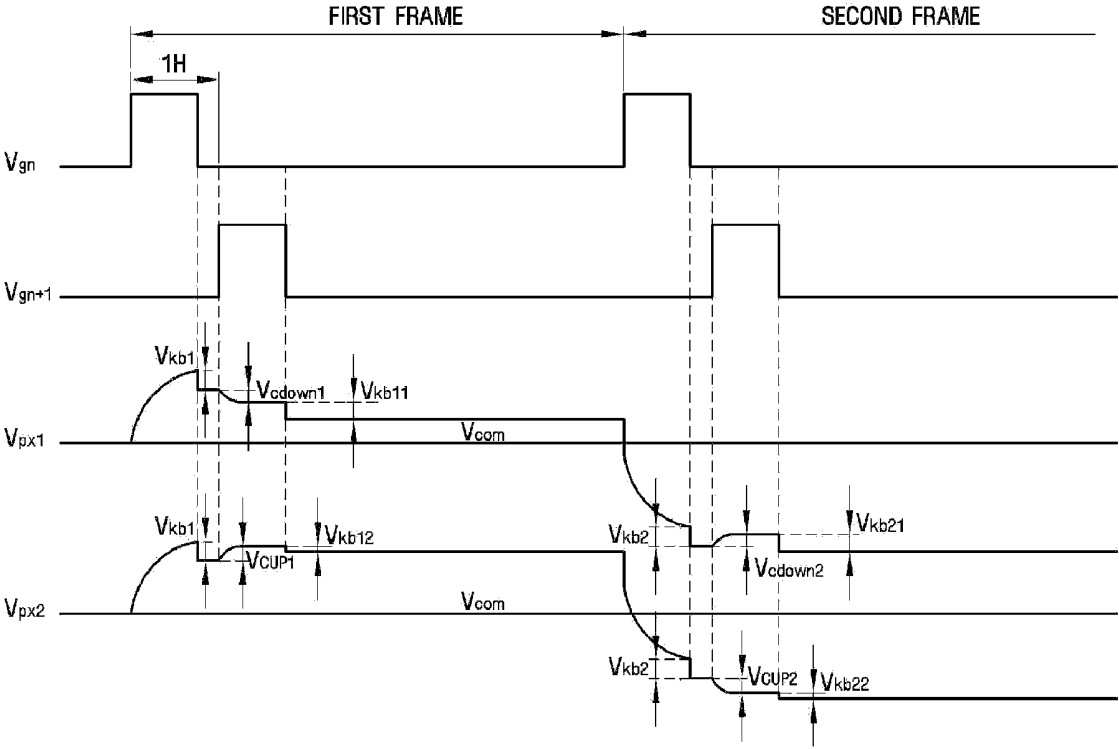 FIRST FRAME
SECOND FRAME
1H
Vgn
Vgn+1
Vkb1
Vcdown1
Vkb11
Vpx1
Vcom
Vkb1
VCUP1
Vkb12
Vkb2
Vcdown2
Vkb21
Vpx2
Vcom
Vkb2
VCUP2
Vkb22